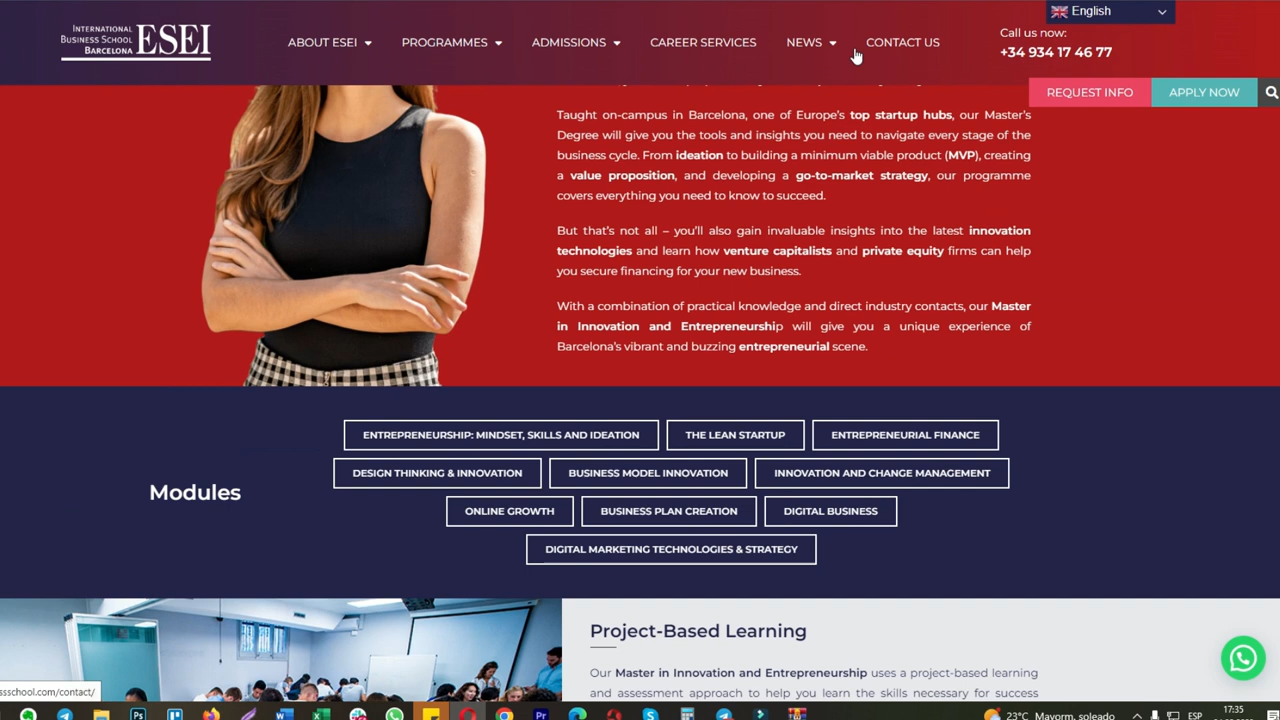 English
INTERNATIONAL
BUSINESS SCHOOL
BARCELONA
ESEI
ABOUT ESEI
PROGRAMMES
ADMISSIONS
CAREER SERVICES
NEWS
CONTACT US
Call us now:
+34 934 17 46 77
REQUEST INFO
APPLY NOW
Taught on-campus in Barcelona, one of Europe's top startup hubs, our Master's
Degree will give you the tools and insights you need to navigate every stage of the
business cycle. From ideation to building a minimum viable product (MVP), creating
a value proposition, and developing a go-to-market strategy, our programme
covers everything you need to know to succeed.
But that's not all – you'll also gain invaluable insights into the latest innovation
technologies and learn how venture capitalists and private equity firms can help
you secure financing for your new business.
With a combination of practical knowledge and direct industry contacts, our Master
in Innovation and Entrepreneurship will give you a unique experience of
Barcelona's vibrant and buzzing entrepreneurial scene.
Modules
ENTREPRENEURSHIP: MINDSET, SKILLS AND IDEATION
THE LEAN STARTUP
ENTREPRENEURIAL FINANCE
DESIGN THINKING & INNOVATION
BUSINESS MODEL INNOVATION
INNOVATION AND CHANGE MANAGEMENT
ONLINE GROWTH
BUSINESS PLAN CREATION
DIGITAL BUSINESS
DIGITAL MARKETING TECHNOLOGIES & STRATEGY
Project-Based Learning
Our Master in Innovation and Entrepreneurship uses a project-based learning
and assessment approach to help you learn the skills necessary for success
ssschool.com/contact/
23°C Mayorm. soleado
ESP
17:35